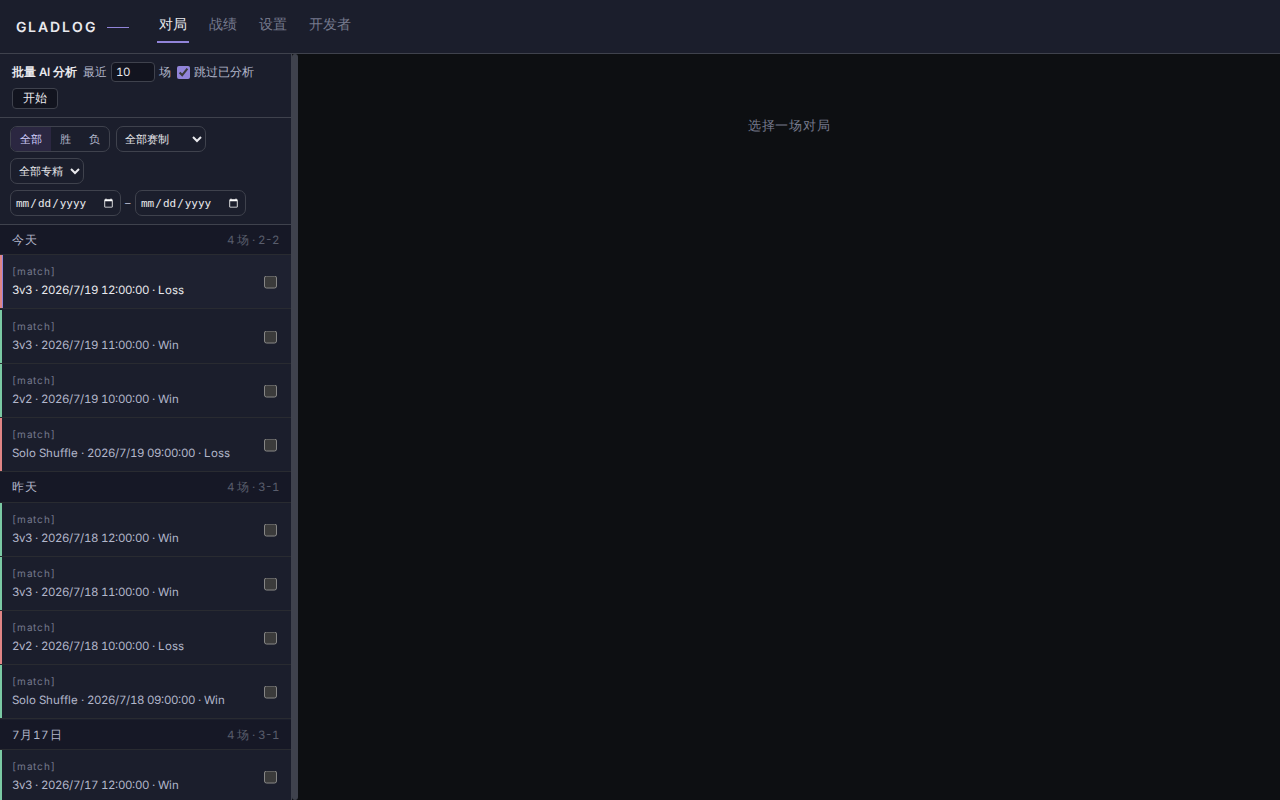 GLADLOG 对局 战绩 设置 开发者
批量 AI 分析 最近 10 场 跳过已分析
开始
全部 胜 负 全部赛制
全部专精
mm/dd/yyyy – mm/dd/yyyy
选择一场对局
今天 4 场 · 2-2
[match]
3v3 · 2026/7/19 12:00:00 · Loss
[match]
3v3 · 2026/7/19 11:00:00 · Win
[match]
2v2 · 2026/7/19 10:00:00 · Win
[match]
Solo Shuffle · 2026/7/19 09:00:00 · Loss
昨天 4 场 · 3-1
[match]
3v3 · 2026/7/18 12:00:00 · Win
[match]
3v3 · 2026/7/18 11:00:00 · Win
[match]
2v2 · 2026/7/18 10:00:00 · Loss
[match]
Solo Shuffle · 2026/7/18 09:00:00 · Win
7月17日 4 场 · 3-1
[match]
3v3 · 2026/7/17 12:00:00 · Win